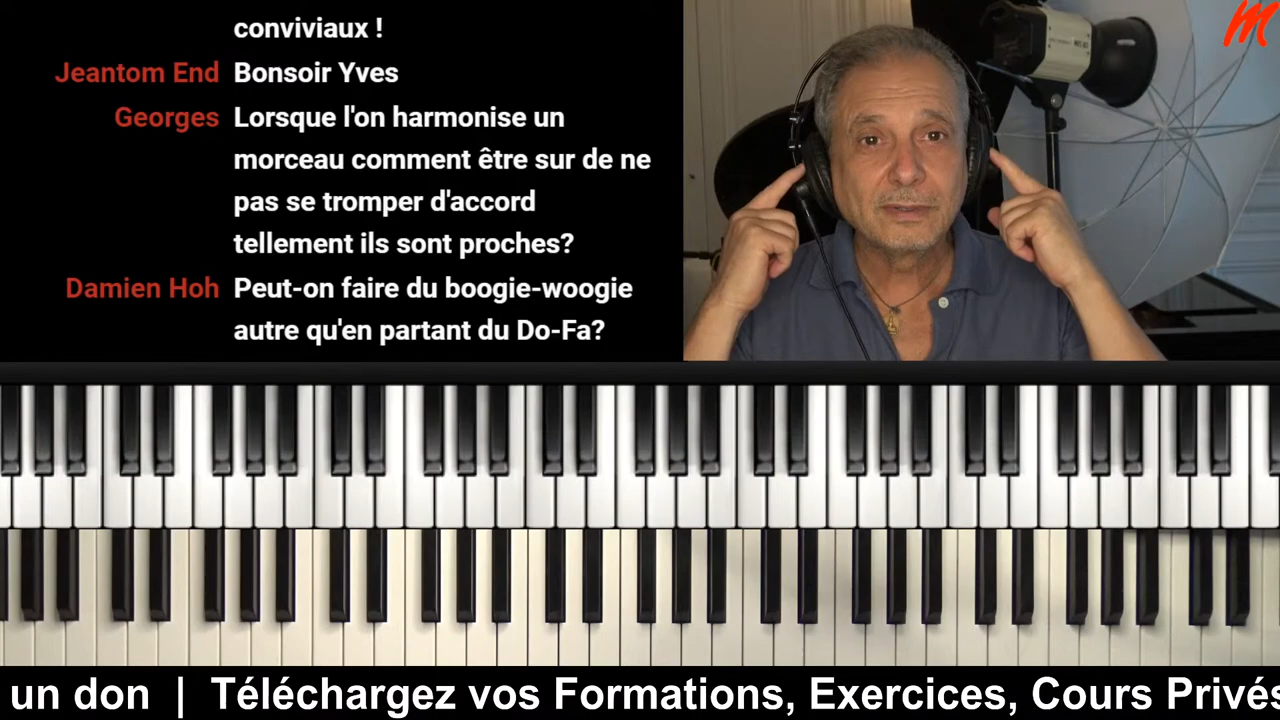 conviviaux !
Jeantom End Bonsoir Yves
Georges Lorsque l'on harmonise un
morceau comment être sur de ne
pas se tromper d'accord
tellement ils sont proches?
Damien Hoh Peut-on faire du boogie-woogie
autre qu'en partant du Do-Fa?
un don | Téléchargez vos Formations, Exercices, Cours Privés